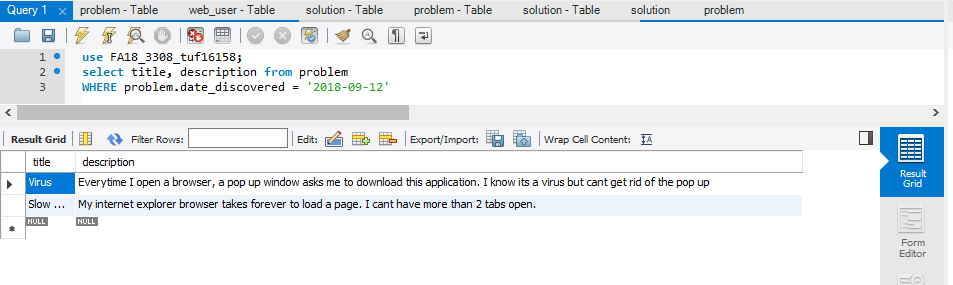 Query 1 × problem - Table web_user - Table solution - Table problem - Table solution - Table solution problem
1 use FA18_3308_tuf16158;
2 select title, description from problem
3 WHERE problem.date_discovered = '2018-09-12'
Result Grid Filter Rows: Edit: Export/Import: Wrap Cell Content: IA
title description
Virus Everytime I open a browser, a pop up window asks me to download this application. I know its a virus but cant get rid of the pop up
Slow ... My internet explorer browser takes forever to load a page. I cant have more than 2 tabs open.
NULL NULL
Result
Grid
Form
Editor